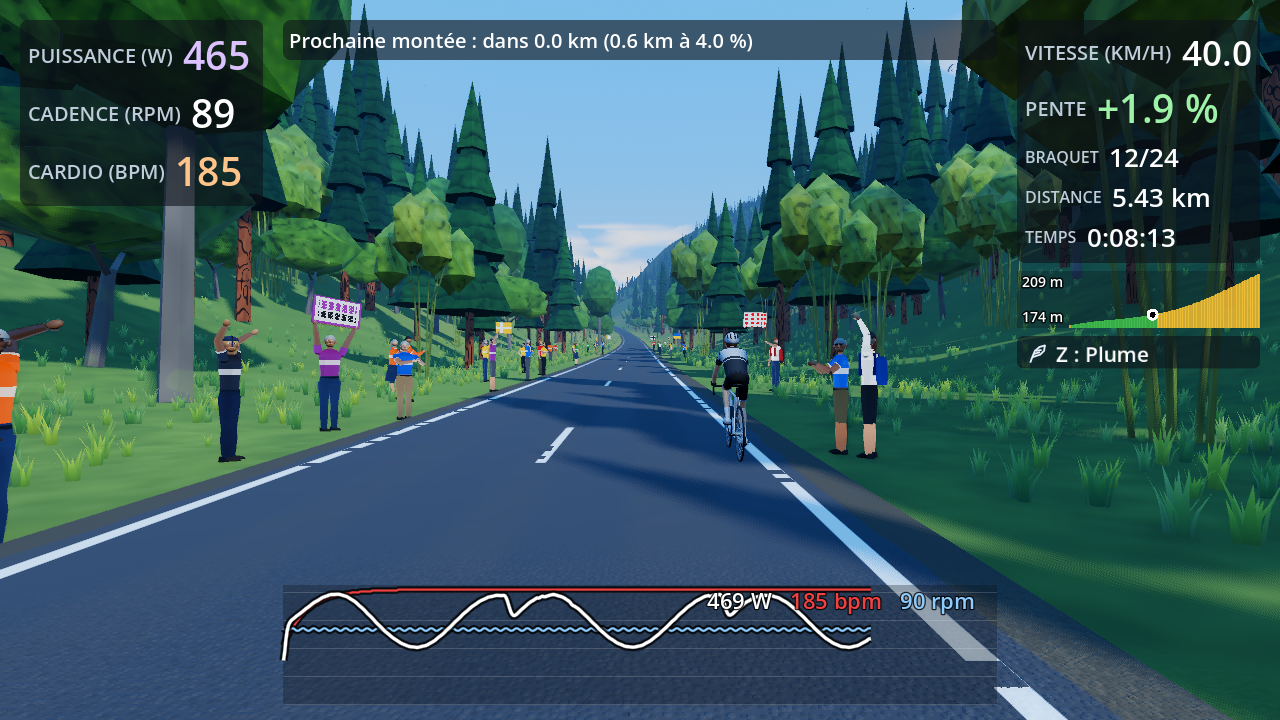 PUISSANCE (W) 465
CADENCE (RPM) 89
CARDIO (BPM) 185
Prochaine montée : dans 0.0 km (0.6 km à 4.0 %)
VITESSE (KM/H) 40.0
PENTE +1.9 %
BRAQUET 12/24
DISTANCE 5.43 km
TEMPS 0:08:13
209 m
174 m
Z : Plume
469 W 185 bpm 90 rpm